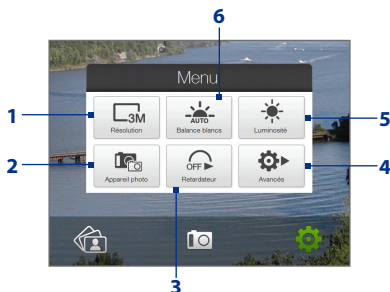 6
Menu
1
3M
AUTO
5
Résolution
Balance blancs
Luminosité
2
OFF
4
Appareil photo
Retardateur
Avancés
3